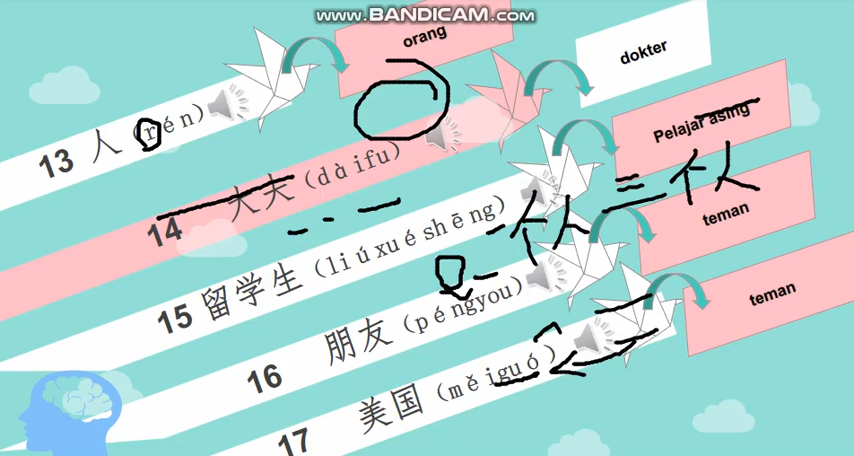 www.BANDICAM.com
13 人 (rén)
orang
14 大夫 (dàifu)
dokter
15 留学生 (liúxuéshēng)
Pelajar asing
16 朋友 (péngyou)
teman
17 美国 (měiguó)
teman